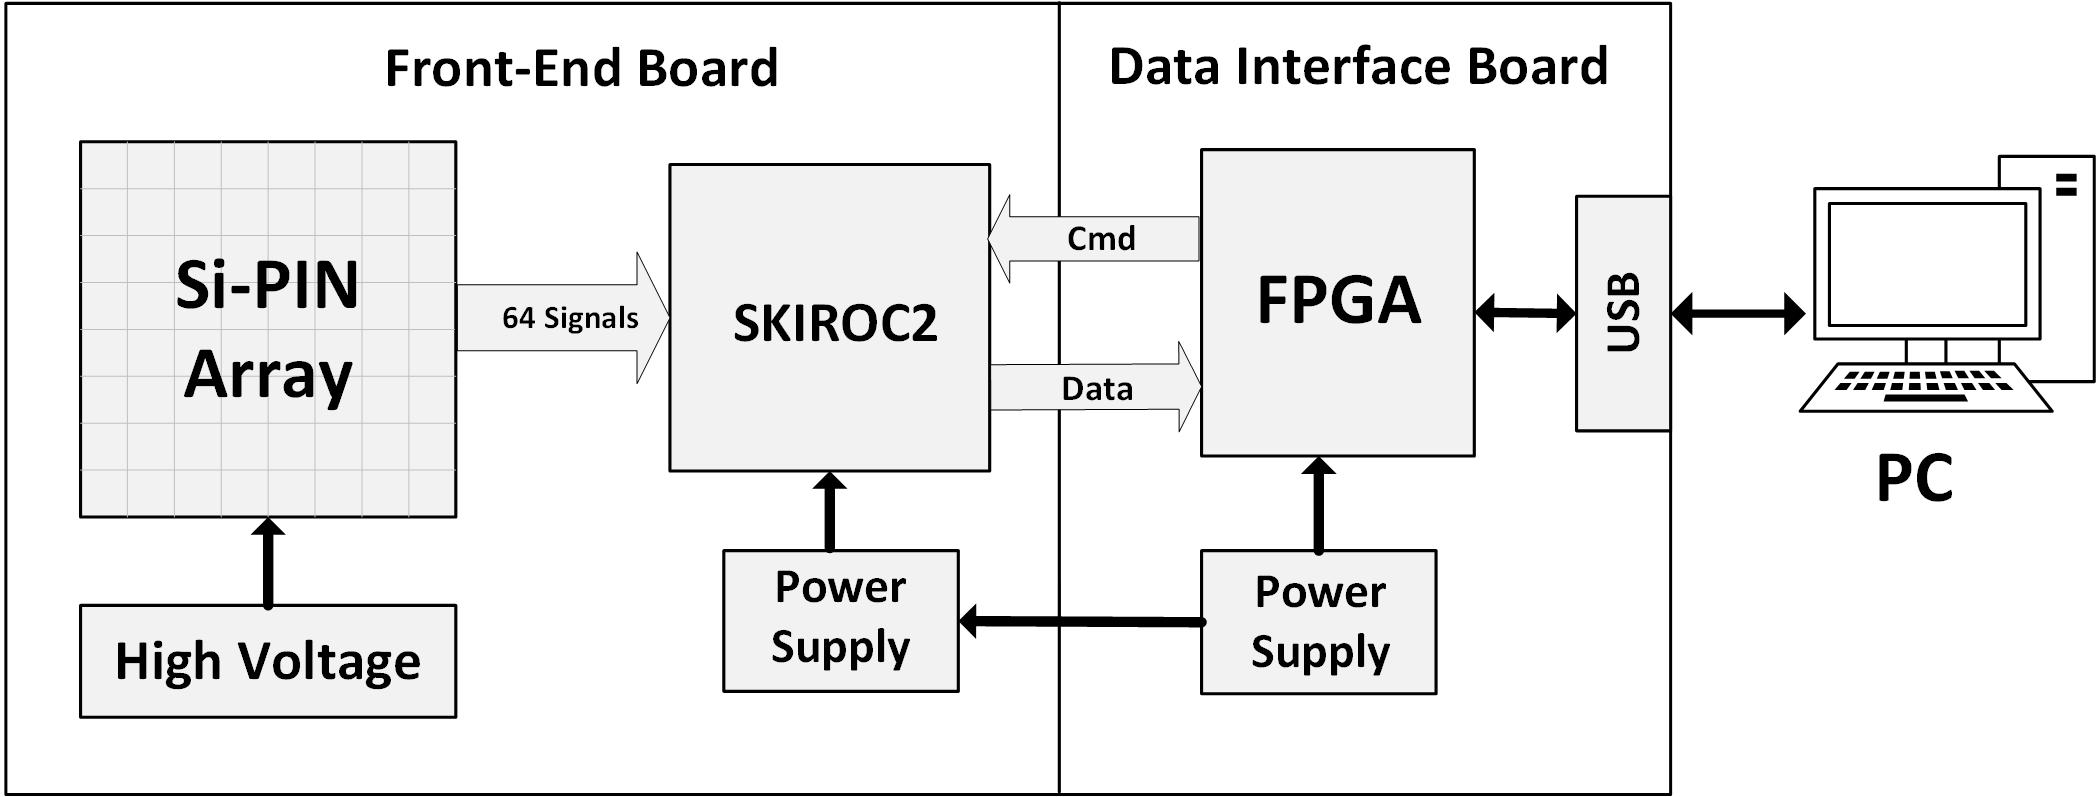 Front-End Board
Data Interface Board
Si-PIN
Array
64 Signals
SKIROC2
Cmd
Data
FPGA
USB
PC
High Voltage
Power
Supply
Power
Supply